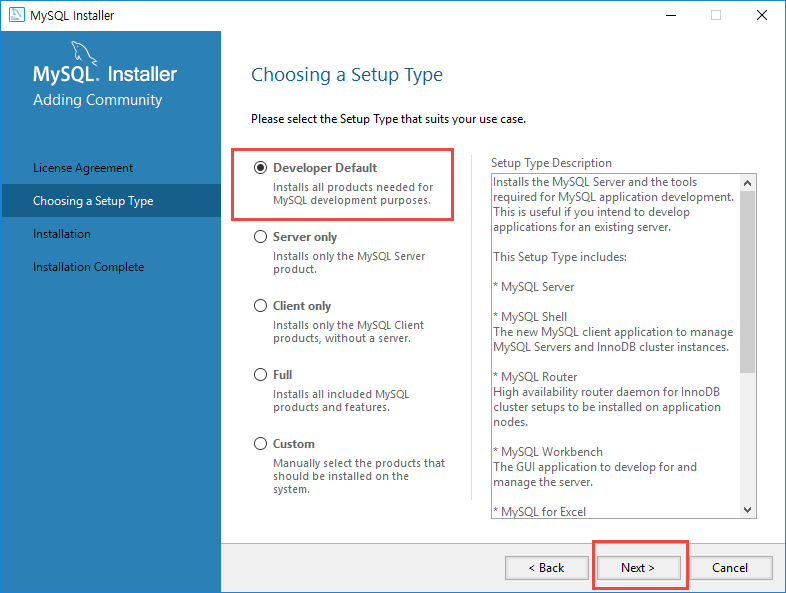 MySQL Installer
MySQL. Installer
Adding Community
License Agreement
Choosing a Setup Type
Installation
Installation Complete
Choosing a Setup Type
Please select the Setup Type that suits your use case.
Developer Default
Installs all products needed for
MySQL development purposes.
Server only
Installs only the MySQL Server
product.
Client only
Installs only the MySQL Client
products, without a server.
Full
Installs all included MySQL
products and features.
Custom
Manually select the products that
should be installed on the
system.
Setup Type Description
Installs the MySQL Server and the tools
required for MySQL application development.
This is useful if you intend to develop
applications for an existing server.
This Setup Type includes:
* MySQL Server
* MySQL Shell
The new MySQL client application to manage
MySQL Servers and InnoDB cluster instances.
* MySQL Router
High availability router daemon for InnoDB
cluster setups to be installed on application
nodes.
* MySQL Workbench
The GUI application to develop for and
manage the server.
* MySQL for Excel
< Back
Next >
Cancel